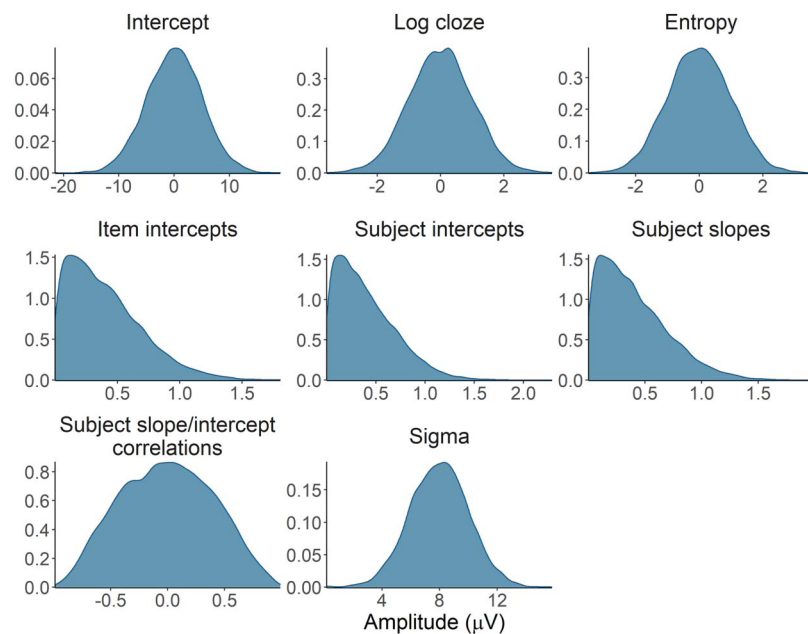 Intercept
Log cloze
Entropy
0.06
0.04
0.02
0.00
-20 -10 0 10
0.3
0.2
0.1
0.0
-2 0 2
0.3
0.2
0.1
0.0
-2 0 2
Item intercepts
Subject intercepts
Subject slopes
1.5
1.0
0.5
0.0
0.5 1.0 1.5
1.5
1.0
0.5
0.0
0.5 1.0 1.5 2.0
1.5
1.0
0.5
0.0
0.5 1.0 1.5
Subject slope/intercept
correlations
Sigma
0.8
0.6
0.4
0.2
0.0
-0.5 0.0 0.5
0.15
0.10
0.05
0.00
4 8 12
Amplitude (μV)